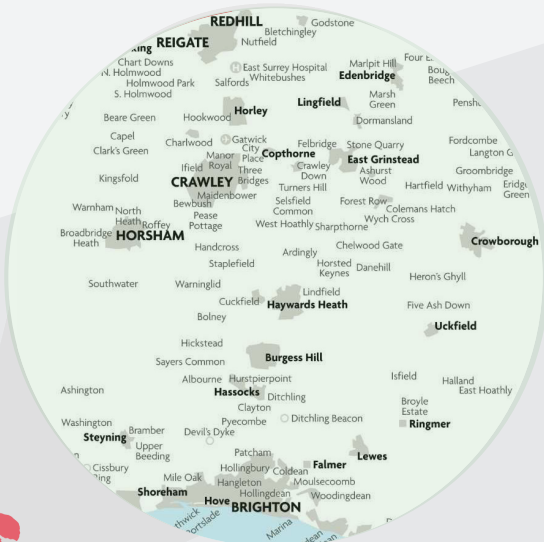 REDHILL
Godstone
Bletchingley
Nutfield
REIGATE
Chart Downs
N. Holmwood
Holmwood Park
S. Holmwood
H East Surrey Hospital
Whitebushes
Salfords
Marlpit Hill
Edenbridge
Beech
Marsh
Green
Lingfield
Dormansland
Horley
Hookwood
Beare Green
Capel
Clark's Green
Charlwood
Gatwick
City
Place
Manor
Royal
Ifield
Three
Bridges
Copthorne
Felbridge
Stone Quarry
East Grinstead
Crawley
Down
Ashurst
Wood
Fordcombe
Langton G
Groombridge
Kingsfold
CRAWLEY
Maidenbower
Bewbush
Turners Hill
Selsfield
Common
Forest Row
Hartfield
Withyham
Green
Colemans Hatch
Wych Cross
Warnham
North
Heath
Roffey
Pease
Pottage
Broadbridge
Heath
HORSHAM
West Hoathly
Sharpthorne
Crowborough
Handcross
Ardingly
Chelwood Gate
Staplefield
Horsted
Keynes
Danehill
Heron's Ghyll
Southwater
Warninglid
Lindfield
Cuckfield
Haywards Heath
Five Ash Down
Bolney
Uckfield
Hickstead
Sayers Common
Burgess Hill
Albourne
Hurstpierpoint
Hassocks
Ditchling
Clayton
Isfield
Halland
East Hoathly
Ashington
Broyle
Estate
Ringmer
Washington
Bramber
Steyning
Upper
Beeding
Devil's Dyke
Pyecombe
Ditchling Beacon
Cissbury
Patcham
Hollingbury
Coldean
Falmer
Lewes
Mile Oak
Hangleton
Moulsecoomb
Hollingdean
Woodingdean
Shoreham
Hove
BRIGHTON
Marina